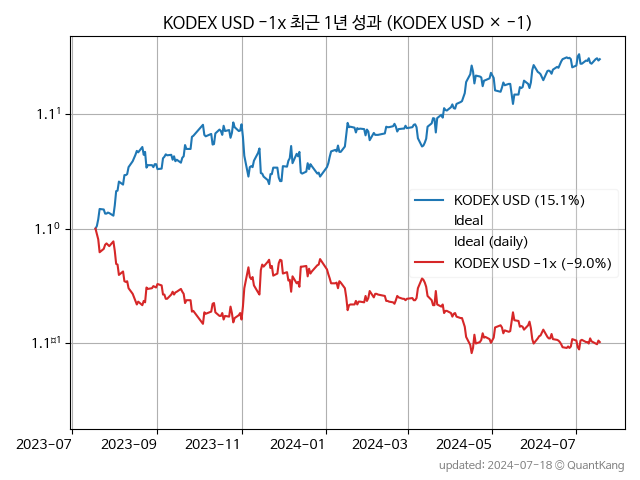 KODEX USD −1x 최근 1년 성과 (KODEX USD × −1)
1.1¹
1.1⁰
KODEX USD (15.1%)
Ideal
Ideal (daily)
KODEX USD −1x (−9.0%)
2023−07 2023−09 2023−11 2024−01 2024−03 2024−05 2024−07
updated: 2024−07−18 © QuantKang